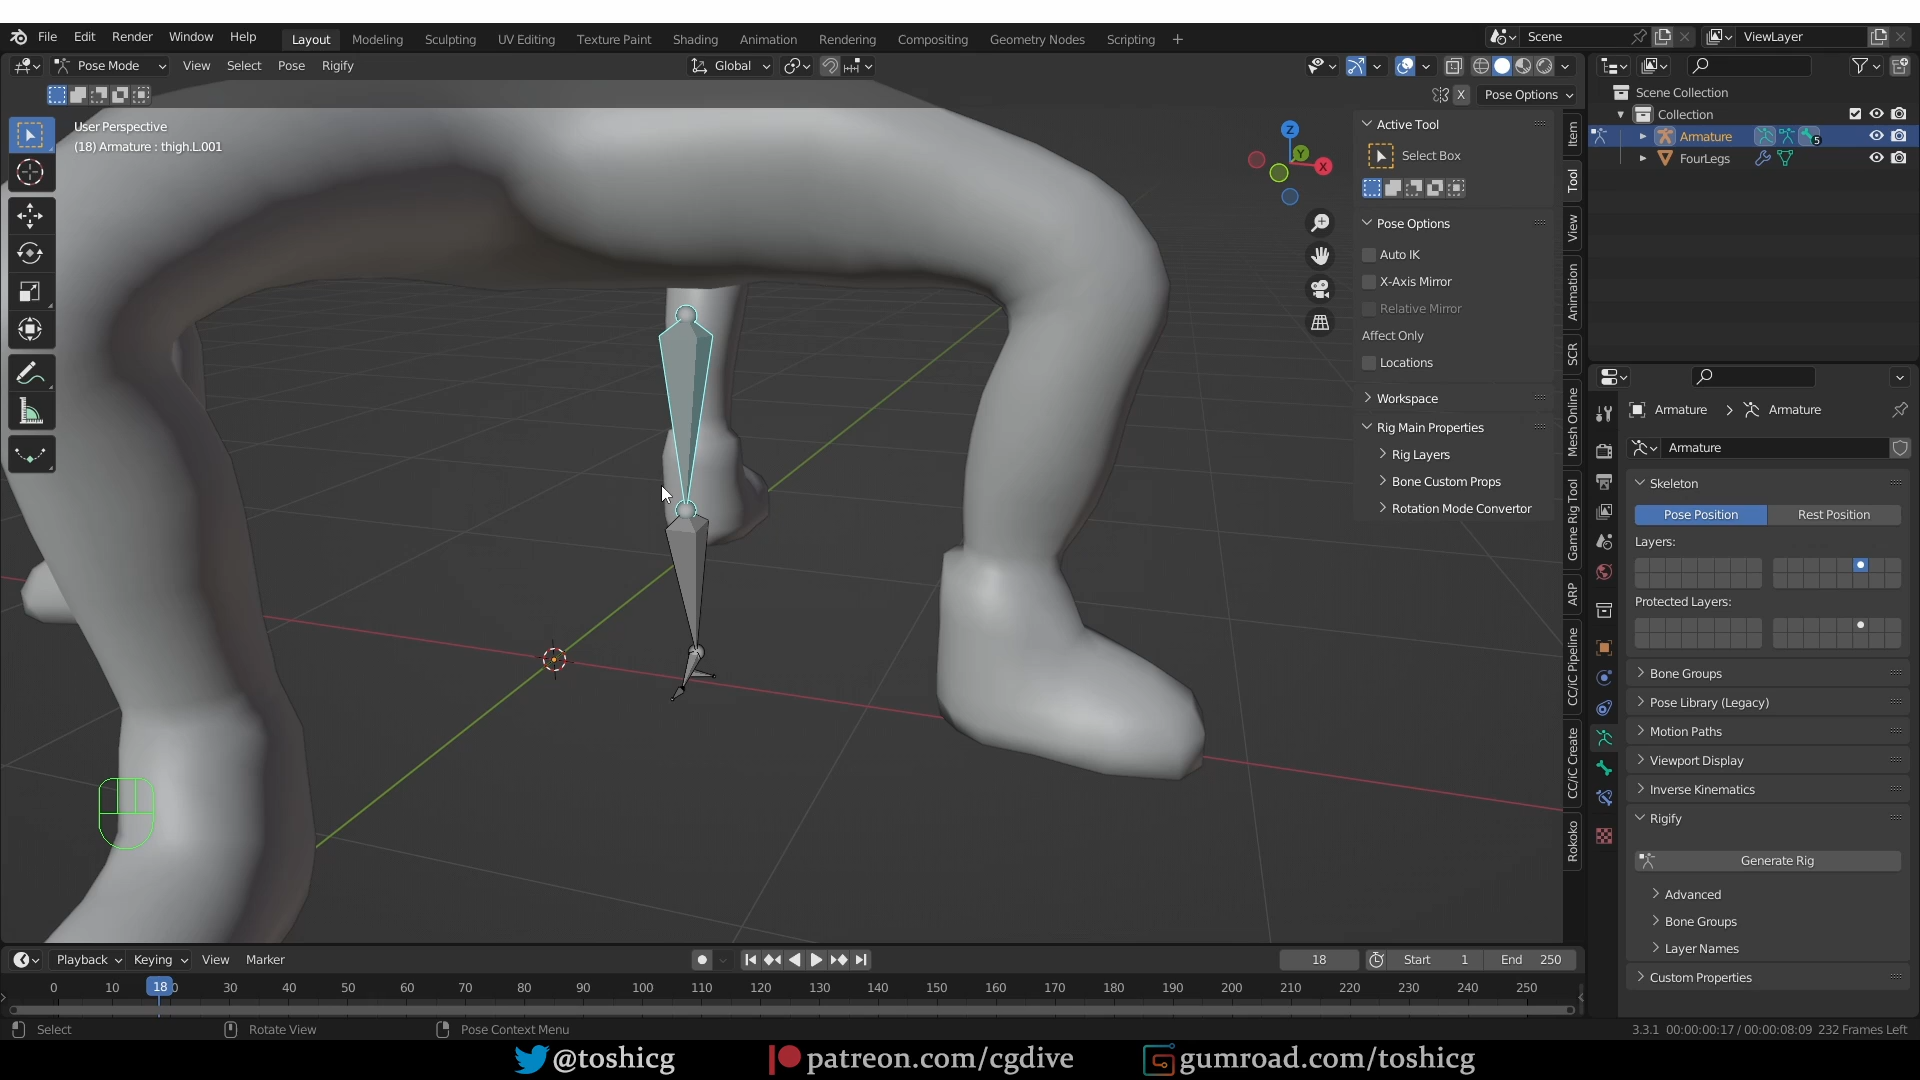 File Edit Render Window Help Layout Modeling Sculpting UV Editing Texture Paint Shading Animation Rendering Compositing Geometry Nodes Scripting + Scene ViewLayer
Pose Mode View Select Pose Rigify Global
X Pose Options
User Perspective
(18) Armature : thigh.L.001
Z
Y
X
Active Tool
Select Box
Pose Options
Auto IK
X-Axis Mirror
Relative Mirror
Affect Only
Locations
Workspace
Rig Main Properties
Rig Layers
Bone Custom Props
Rotation Mode Convertor
Item
Tool
View
Animation
SCR
Mesh Online
Game Rig Tool
ARP
CC/iC Pipeline
CC/iC Create
Rokoko
Scene Collection
Collection
Armature 5
FourLegs
Armature > Armature
Armature
Skeleton
Pose Position Rest Position
Layers:
Protected Layers:
Bone Groups
Pose Library (Legacy)
Motion Paths
Viewport Display
Inverse Kinematics
Rigify
Generate Rig
Advanced
Bone Groups
Layer Names
Custom Properties
Playback Keying View Marker 18 Start 1 End 250
0 10 18 30 40 50 60 70 80 90 100 110 120 130 140 150 160 170 180 190 200 210 220 230 240 250
Select Rotate View Pose Context Menu 3.3.1 00:00:00:17 / 00:00:08:09 232 Frames Left
@toshicg patreon.com/cgdive gumroad.com/toshicg